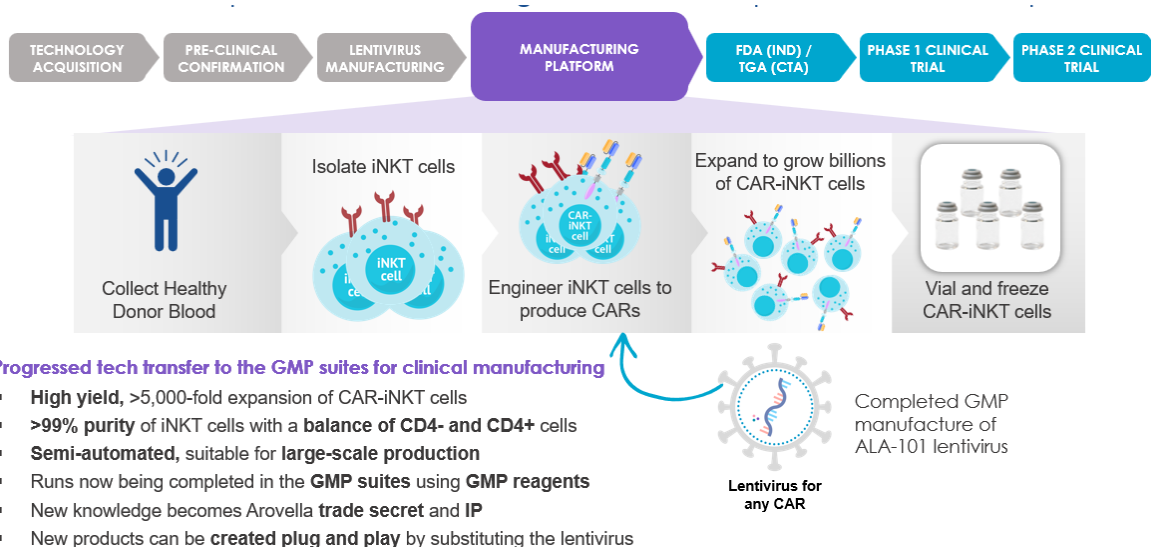 TECHNOLOGY
ACQUISITION
PRE-CLINICAL
CONFIRMATION
LENTIVIRUS
MANUFACTURING
MANUFACTURING
PLATFORM
FDA (IND) /
TGA (CTA)
PHASE 1 CLINICAL
TRIAL
PHASE 2 CLINICAL
TRIAL
Collect Healthy
Donor Blood
Isolate iNKT cells
iNKT
cell
CAR-
iNKT
cell
Engineer iNKT cells to
produce CARs
Expand to grow billions
of CAR-iNKT cells
Vial and freeze
CAR-iNKT cells
Progressed tech transfer to the GMP suites for clinical manufacturing
▪ High yield, >5,000-fold expansion of CAR-iNKT cells
▪ >99% purity of iNKT cells with a balance of CD4- and CD4+ cells
▪ Semi-automated, suitable for large-scale production
▪ Runs now being completed in the GMP suites using GMP reagents
▪ New knowledge becomes Arovella trade secret and IP
▪ New products can be created plug and play by substituting the lentivirus
Lentivirus for
any CAR
Completed GMP
manufacture of
ALA-101 lentivirus